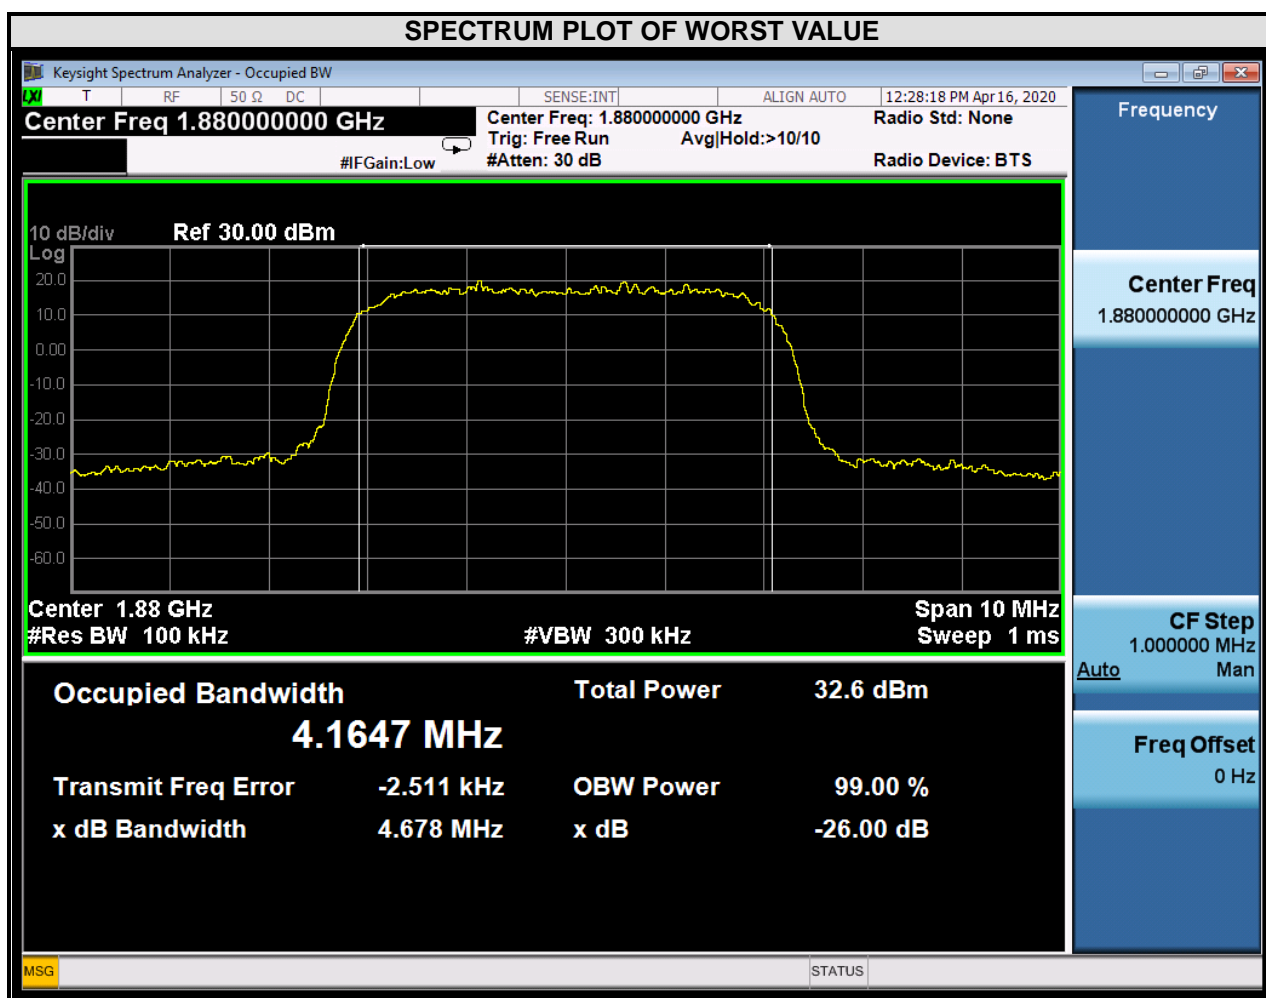 SPECTRUM PLOT OF WORST VALUE
Keysight Spectrum Analyzer - Occupied BW
LXI T RF 50 Ω DC SENSE:INT ALIGN AUTO 12:28:18 PM Apr 16, 2020
Center Freq 1.880000000 GHz
Center Freq: 1.880000000 GHz
Radio Std: None
Trig: Free Run Avg|Hold:>10/10
#IFGain:Low
#Atten: 30 dB
Radio Device: BTS
10 dB/div Ref 30.00 dBm
Log
20.0
10.0
0.00
-10.0
-20.0
-30.0
-40.0
-50.0
-60.0
Center 1.88 GHz Span 10 MHz
#Res BW 100 kHz #VBW 300 kHz Sweep 1 ms
Occupied Bandwidth Total Power 32.6 dBm
4.1647 MHz
Transmit Freq Error -2.511 kHz OBW Power 99.00 %
x dB Bandwidth 4.678 MHz x dB -26.00 dB
MSG STATUS
Frequency
Center Freq
1.880000000 GHz
CF Step
1.000000 MHz
Auto Man
Freq Offset
0 Hz